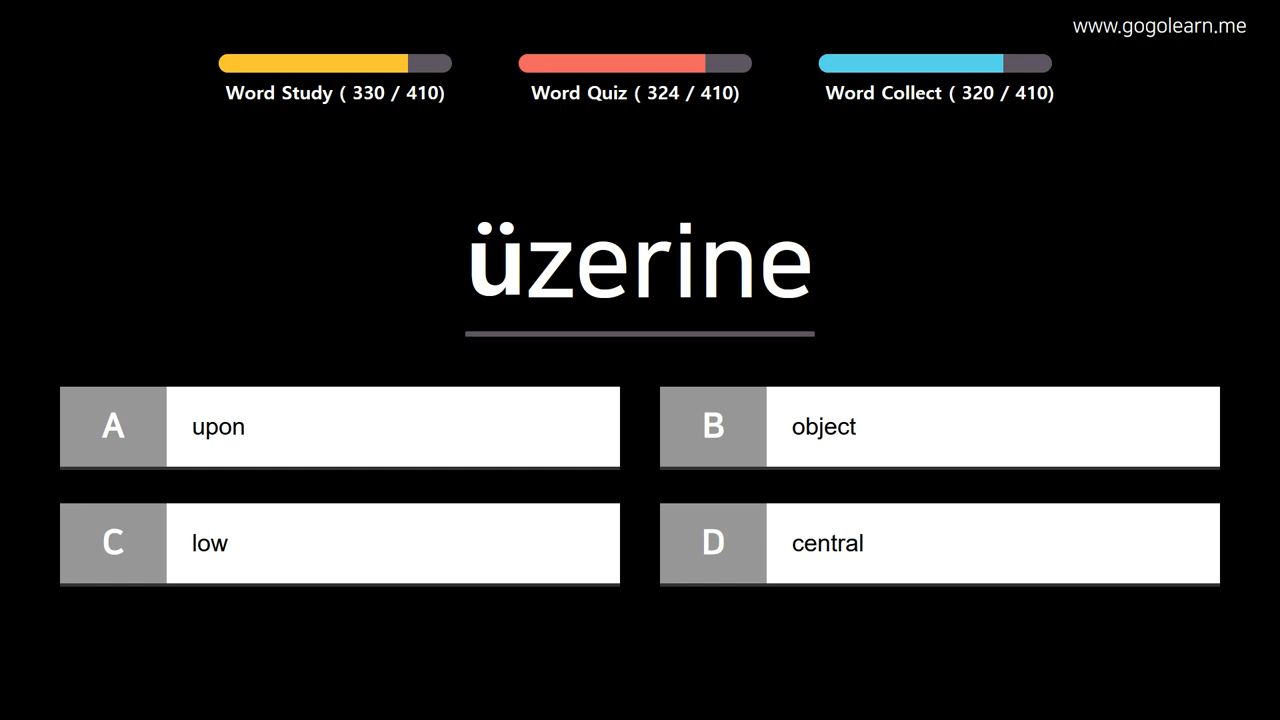 www.gogolearn.me
Word Study ( 330 / 410)
Word Quiz ( 324 / 410)
Word Collect ( 320 / 410)
üzerine
A upon
B object
C low
D central